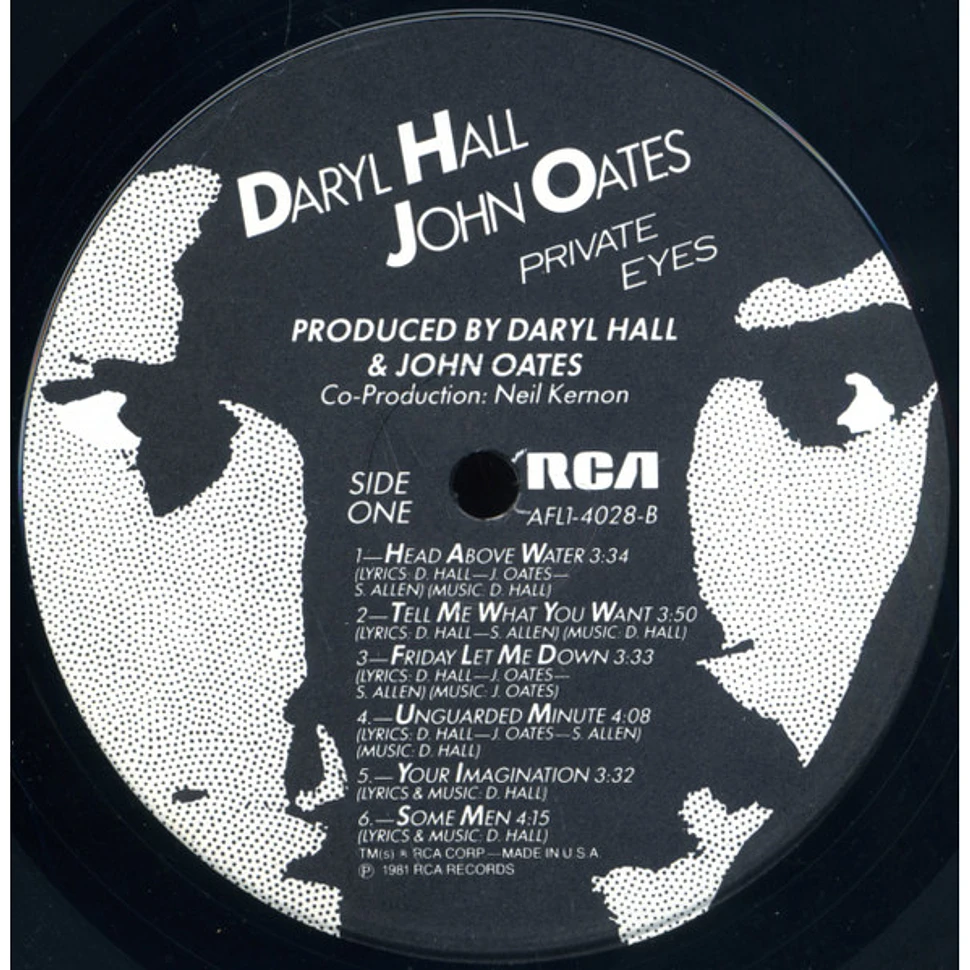 DARYL HALL
JOHN OATES
PRIVATE
EYES
PRODUCED BY DARYL HALL
& JOHN OATES
Co-Production: Neil Kernon
SIDE
ONE
RCA
AFL1-4028-B
1—HEAD ABOVE WATER 3:34
(LYRICS: D. HALL—J. OATES—
S. ALLEN) (MUSIC: D. HALL)
2—TELL ME WHAT YOU WANT 3:50
(LYRICS: D. HALL—S. ALLEN) (MUSIC: D. HALL)
3—FRIDAY LET ME DOWN 3:33
(LYRICS: D. HALL—J. OATES—
S. ALLEN) (MUSIC: J. OATES)
4.—UNGUARDED MINUTE 4:08
(LYRICS: D. HALL—J. OATES—S. ALLEN)
(MUSIC: D. HALL)
5.—YOUR IMAGINATION 3:32
(LYRICS & MUSIC: D. HALL)
6.—SOME MEN 4:15
(LYRICS & MUSIC: D. HALL)
TM(s) ® RCA CORP—MADE IN U.S.A.
℗ 1981 RCA RECORDS